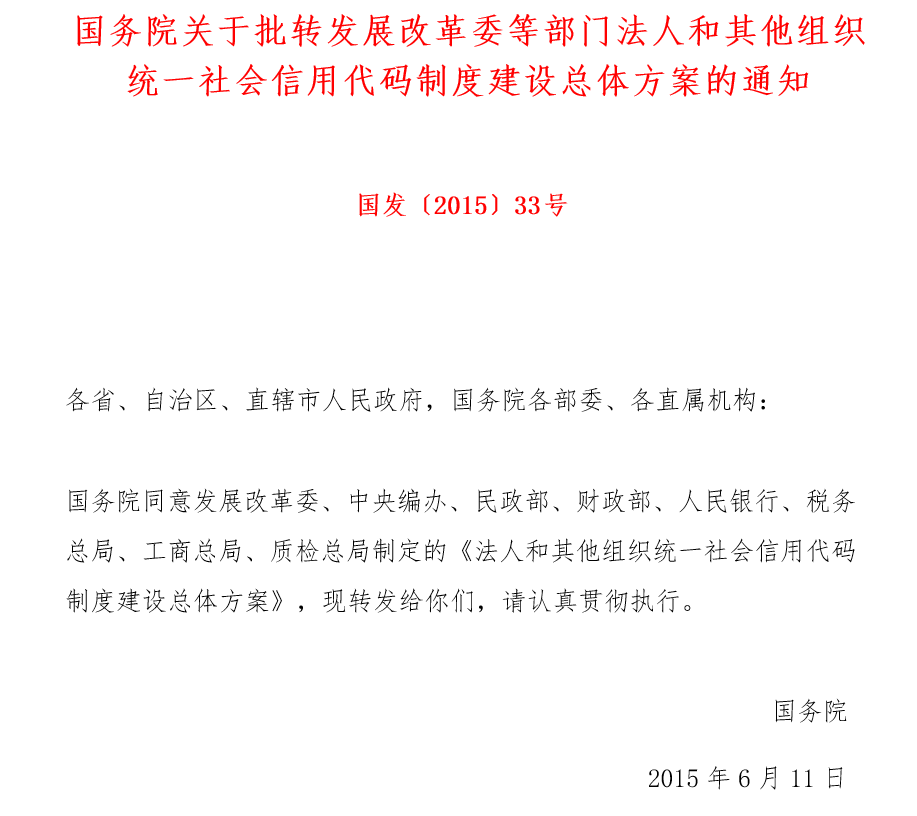 国务院关于批转发展改革委等部门法人和其他组织
统一社会信用代码制度建设总体方案的通知
国发〔2015〕33号
各省、自治区、直辖市人民政府，国务院各部委、各直属机构：
国务院同意发展改革委、中央编办、民政部、财政部、人民银行、税务
总局、工商总局、质检总局制定的《法人和其他组织统一社会信用代码
制度建设总体方案》，现转发给你们，请认真贯彻执行。
国务院
2015年6月11日